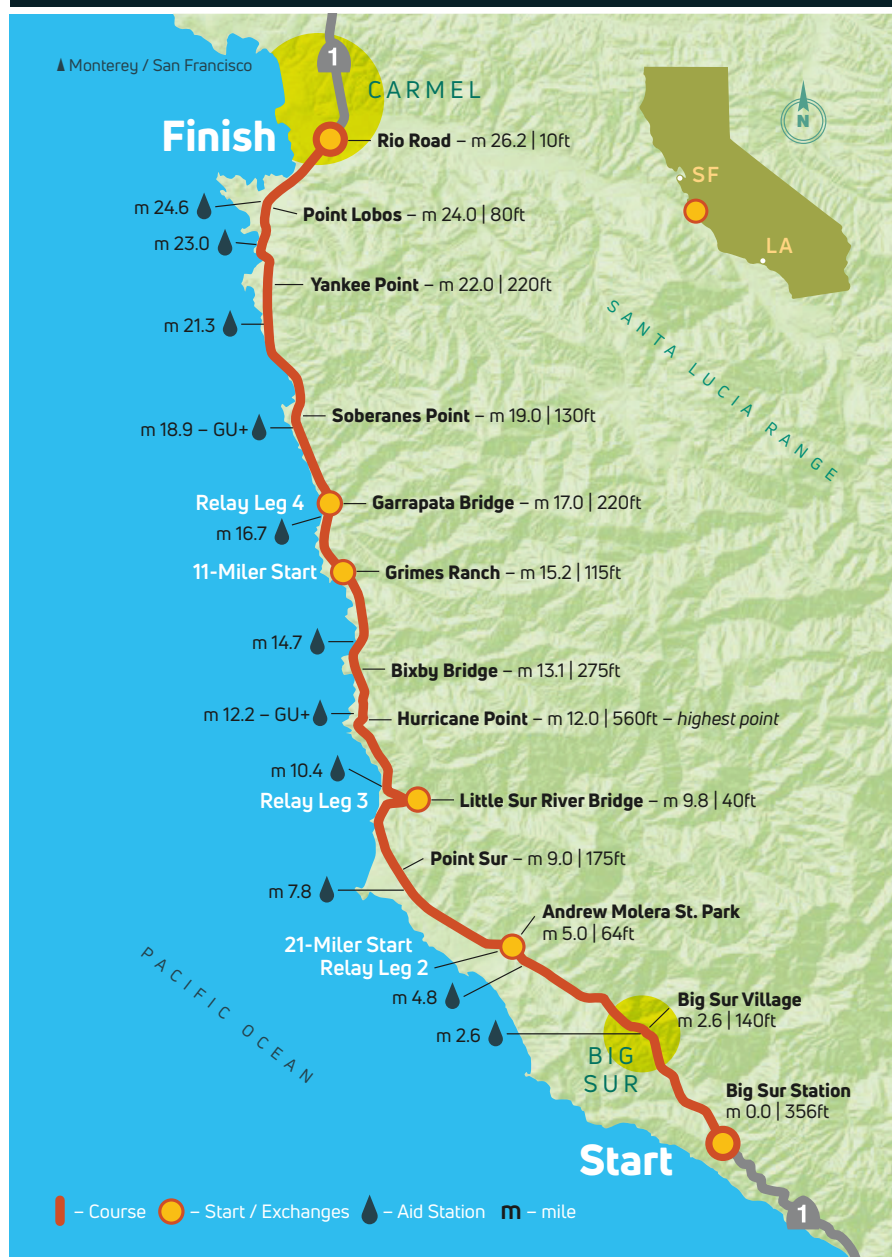 1
Monterey / San Francisco
CARMEL
N
Finish
Rio Road – m 26.2 | 10ft
SF
m 24.6
Point Lobos – m 24.0 | 80ft
m 23.0
LA
Yankee Point – m 22.0 | 220ft
m 21.3
SANTA LUCIA RANGE
Soberanes Point – m 19.0 | 130ft
m 18.9 – GU+
Relay Leg 4
Garrapata Bridge – m 17.0 | 220ft
m 16.7
11-Miler Start
Grimes Ranch – m 15.2 | 115ft
m 14.7
Bixby Bridge – m 13.1 | 275ft
m 12.2 – GU+
Hurricane Point – m 12.0 | 560ft – highest point
m 10.4
Relay Leg 3
Little Sur River Bridge – m 9.8 | 40ft
Point Sur – m 9.0 | 175ft
m 7.8
Andrew Molera St. Park
m 5.0 | 64ft
21-Miler Start
Relay Leg 2
PACIFIC OCEAN
m 4.8
Big Sur Village
m 2.6 | 140ft
m 2.6
BIG
SUR
Big Sur Station
m 0.0 | 356ft
Start
1
– Course
– Start / Exchanges
– Aid Station
m – mile